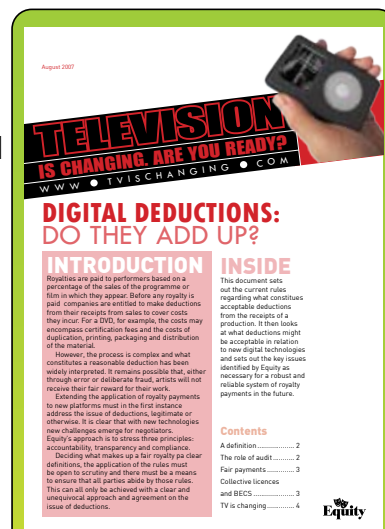 August 2007
TELEVISION
IS CHANGING. ARE YOU READY?
WWW ● TVISCHANGING ● COM
DIGITAL DEDUCTIONS:
DO THEY ADD UP?
INTRODUCTION
Royalties are paid to performers based on a
percentage of the sales of the programme or
film in which they appear. Before any royalty is
paid companies are entitled to make deductions
from their receipts from sales to cover costs
they incur. For a DVD, for example, the costs may
encompass certification fees and the costs of
duplication, printing, packaging and distribution
of the material.
However, the process is complex and what
constitutes a reasonable deduction has been
widely interpreted. It remains possible that, either
through error or deliberate fraud, artists will not
receive their fair reward for their work.
Extending the application of royalty payments
to new platforms must in the first instance
address the issue of deductions, legitimate or
otherwise. It is clear that with new technologies
new challenges emerge for negotiators.
Equity's approach is to stress three principles:
accountability, transparency and compliance.
Deciding what makes up a fair royalty pa clear
definitions, the application of the rules must
be open to scrutiny and there must be a means
to ensure that all parties abide by those rules.
This can all only be achieved with a clear and
unequivocal approach and agreement on the
issue of deductions.
INSIDE
This document sets
out the current rules
regarding what constitutes
acceptable deductions
from the receipts of a
production. It then looks
at what deductions might
be acceptable in relation
to new digital technologies
and sets out the key issues
identified by Equity as
necessary for a robust and
reliable system of royalty
payments in the future.
Contents
A definition .................. 2
The role of audit ........... 2
Fair payments .............. 3
Collective licences
and BECS .................... 3
TV is changing ............. 4
Equity